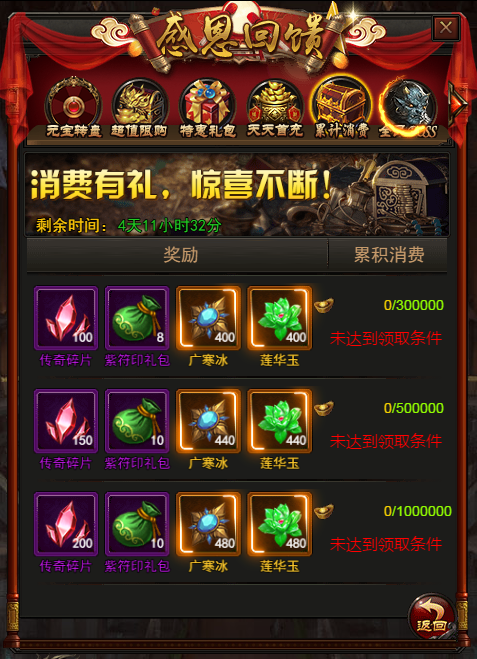 感恩回馈
元宝转盘 超值限购 特惠礼包 天天首充 累计消费
消费有礼，惊喜不断！
剩余时间： 4天11小时32分
奖励 累积消费
100 8 400 400 0/300000
传奇碎片 紫符印礼包 广寒冰 莲华玉 未达到领取条件
150 10 440 440 0/500000
传奇碎片 紫符印礼包 广寒冰 莲华玉 未达到领取条件
200 10 480 480 0/1000000
传奇碎片 紫符印礼包 广寒冰 莲华玉 未达到领取条件
返回